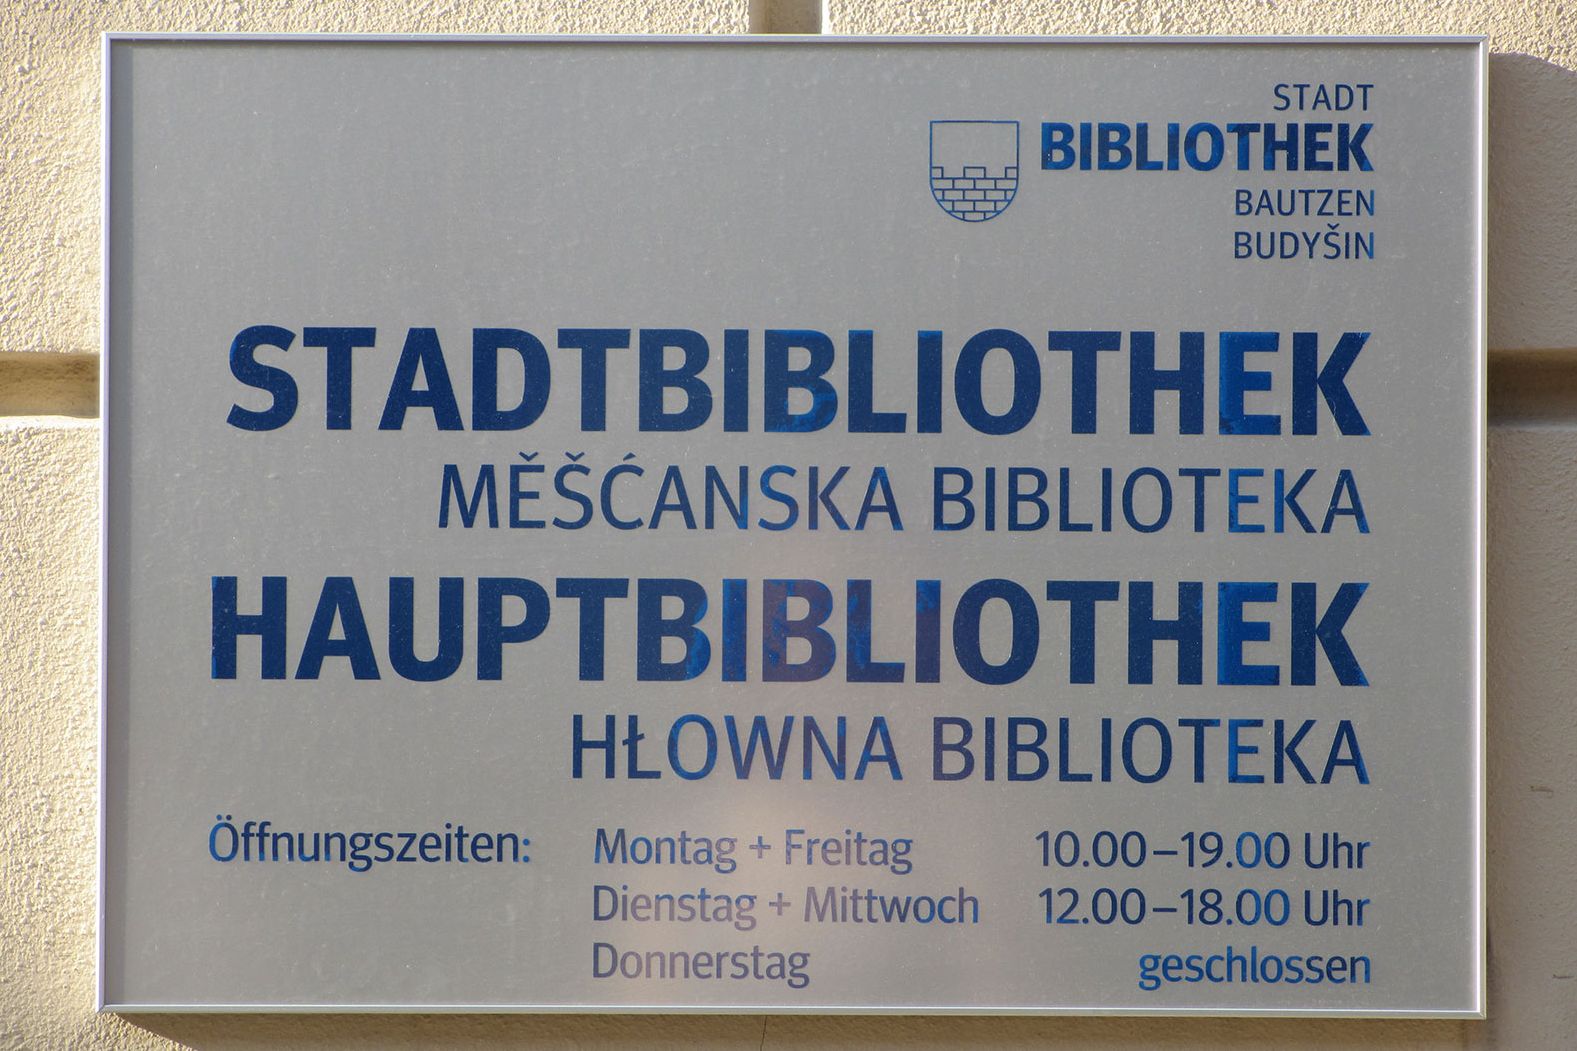 STADT
BIBLIOTHEK
BAUTZEN
BUDYŠIN
STADTBIBLIOTHEK
MĚŠĆANSKA BIBLIOTEKA
HAUPTBIBLIOTHEK
HŁOWNA BIBLIOTEKA
Öffnungszeiten: Montag + Freitag 10.00–19.00 Uhr
Dienstag + Mittwoch 12.00–18.00 Uhr
Donnerstag geschlossen